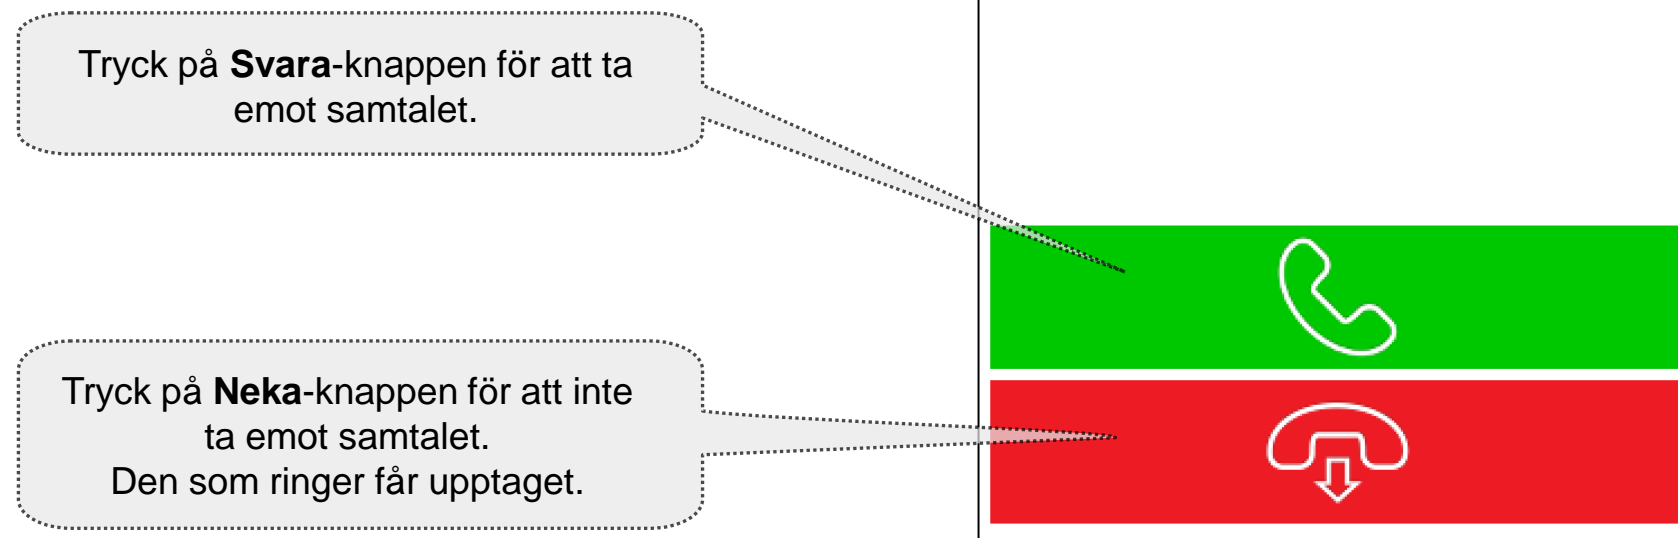 Tryck på Svara-knappen för att ta
emot samtalet.
Tryck på Neka-knappen för att inte
ta emot samtalet.
Den som ringer får upptaget.